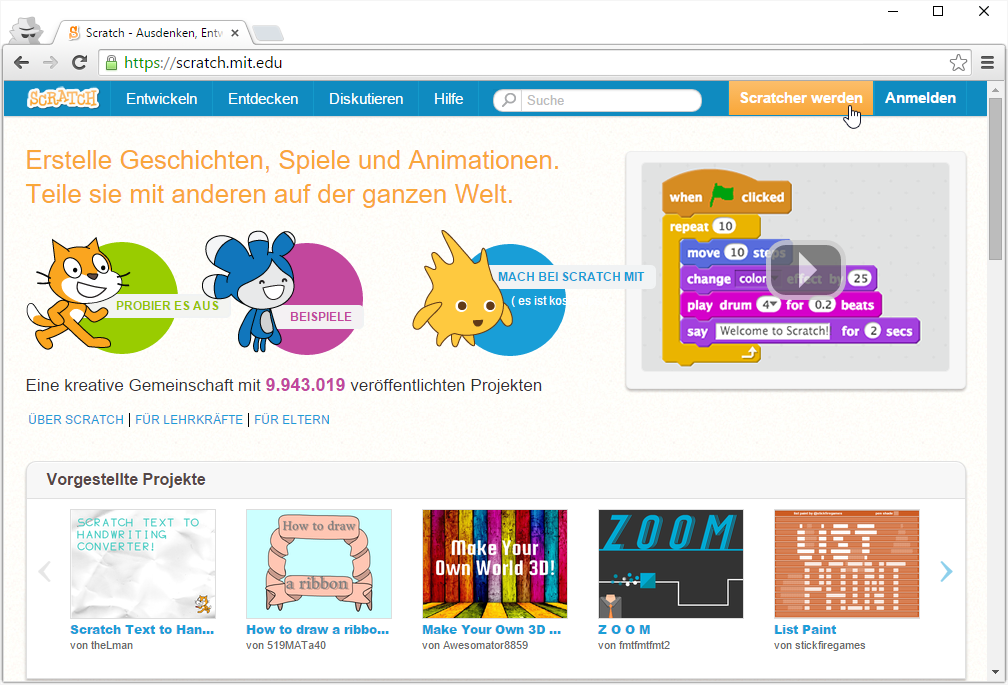 Scratch - Ausdenken, Entw
https://scratch.mit.edu
SCRATCH Entwickeln Entdecken Diskutieren Hilfe Suche Scratcher werden Anmelden
Erstelle Geschichten, Spiele und Animationen.
Teile sie mit anderen auf der ganzen Welt.
PROBIER ES AUS
BEISPIELE
MACH BEI SCRATCH MIT
( es ist kos
when clicked
repeat 10
move 10 steps
change color effect by 25
play drum 4 for 0.2 beats
say Welcome to Scratch! for 2 secs
Eine kreative Gemeinschaft mit 9.943.019 veröffentlichten Projekten
ÜBER SCRATCH | FÜR LEHRKRÄFTE | FÜR ELTERN
Vorgestellte Projekte
SCRATCH TEXT TO
HANDWRITING
CONVERTER!
How to draw
a ribbon
Make Your
Own World 3D!
ZOOM
LIST
PAINT
Scratch Text to Han...
von theLman
How to draw a ribbo...
von 519MATa40
Make Your Own 3D ...
von Awesomator8859
Z O O M
von fmtfmtfmt2
List Paint
von stickfiregames